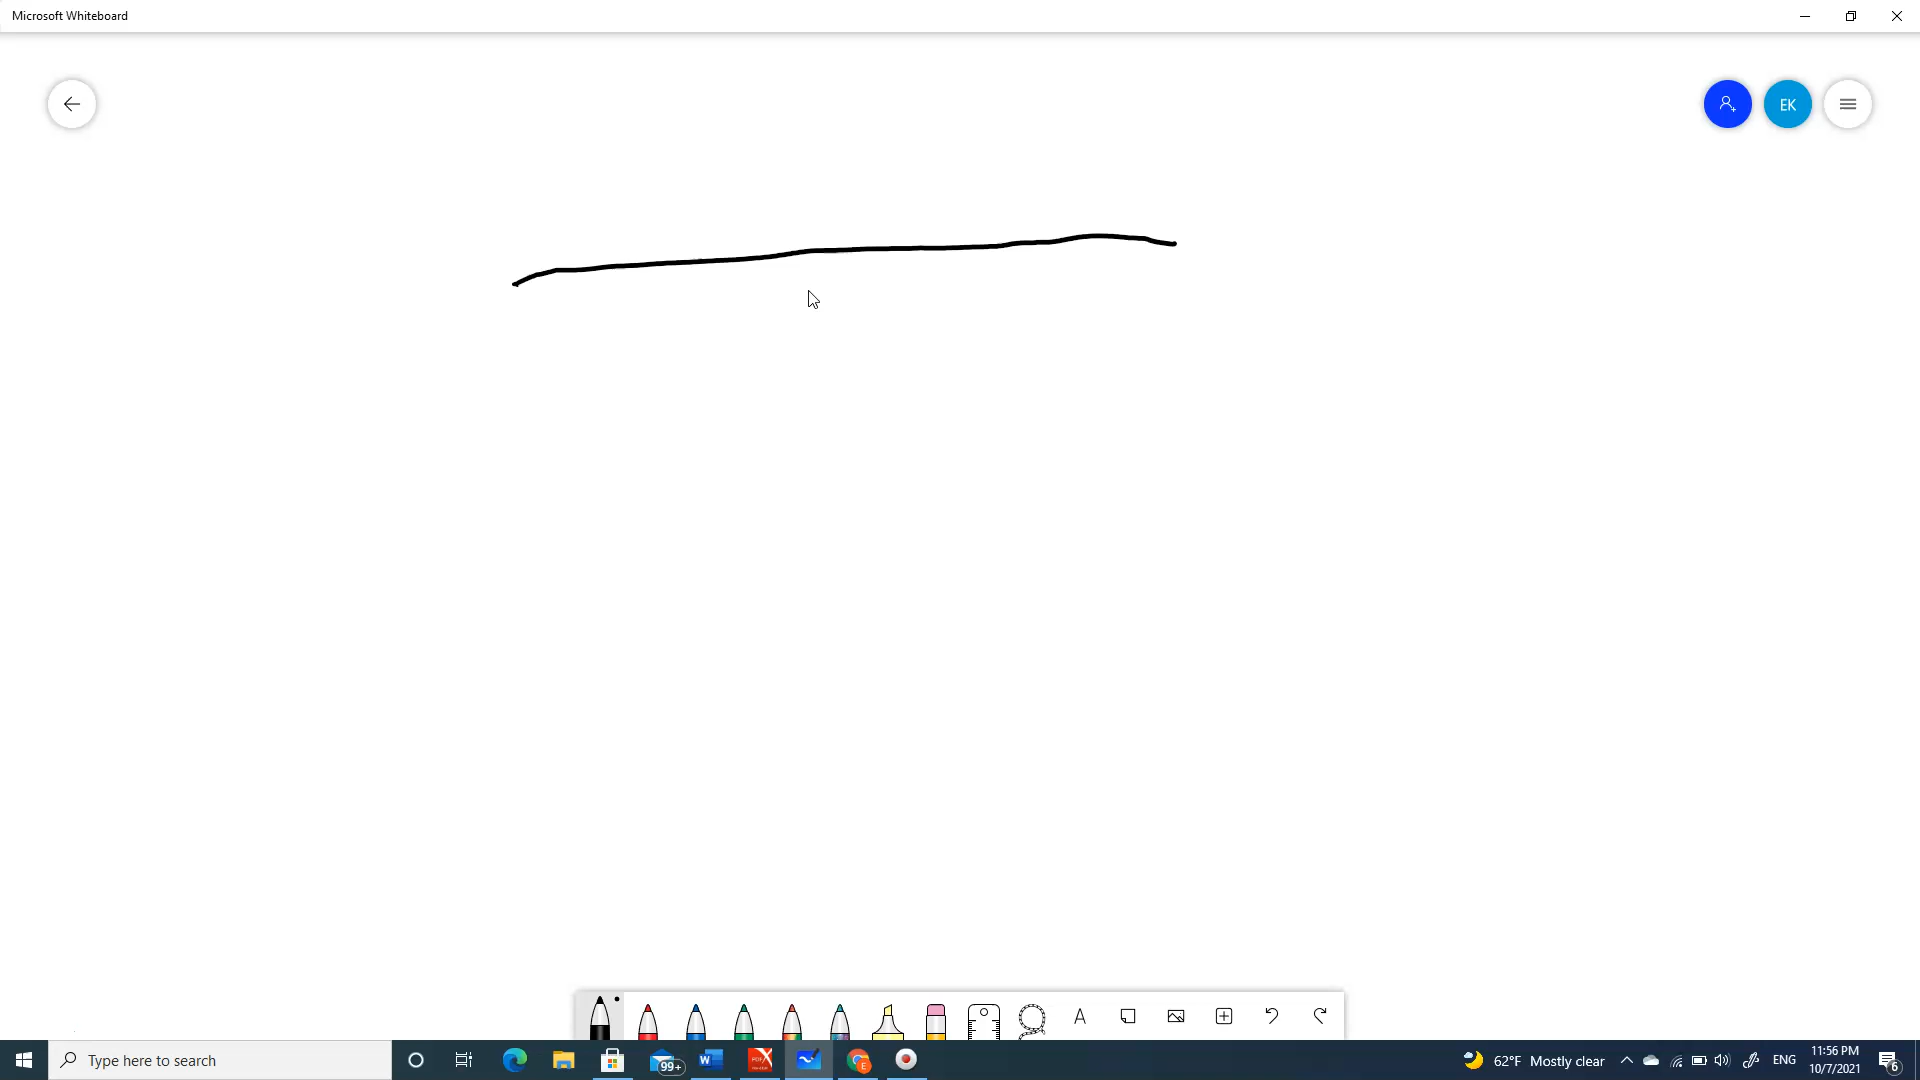 Microsoft Whiteboard
EK
A
Type here to search
99+
W
PDF
E
62°F Mostly clear
ENG
11:56 PM
10/7/2021
6